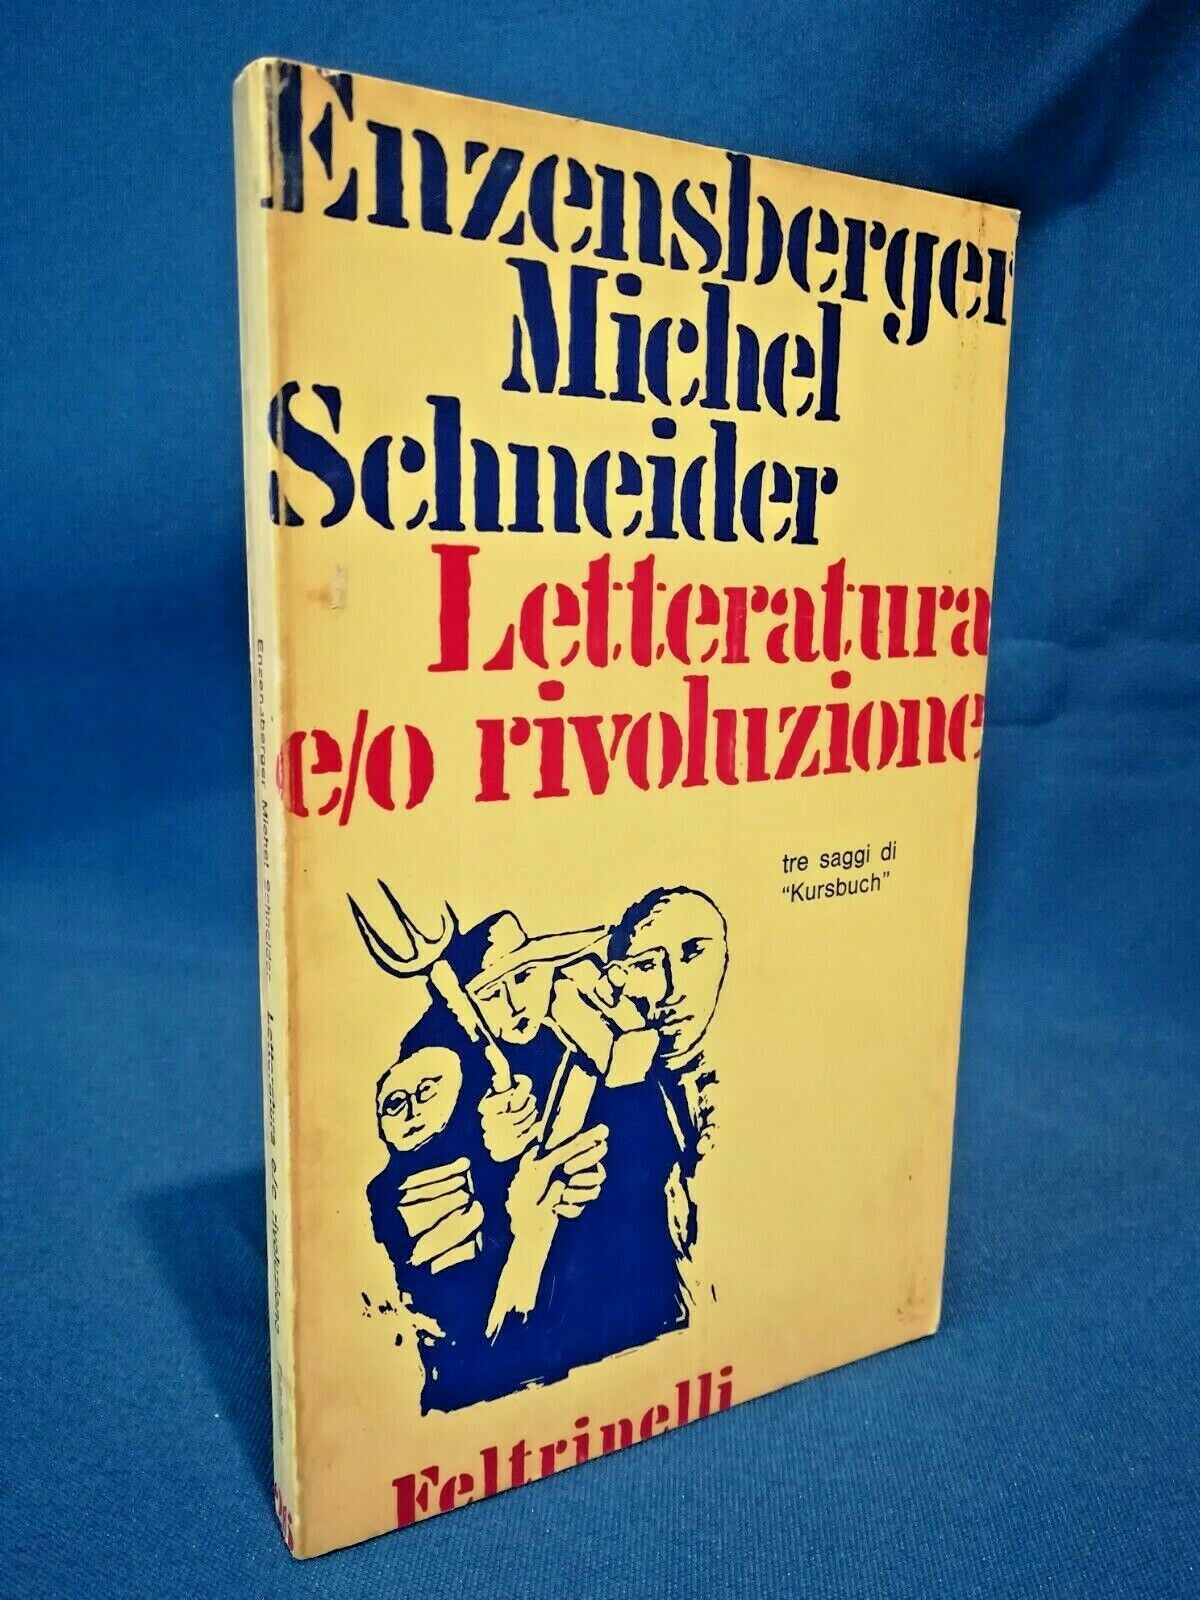 Enzensberger
Michel
Schneider
Letteratura
e/o rivoluzione
tre saggi di
"Kursbuch"
Feltrinelli
Enzensberger Michel Schneider Letteratura e/o rivoluzione